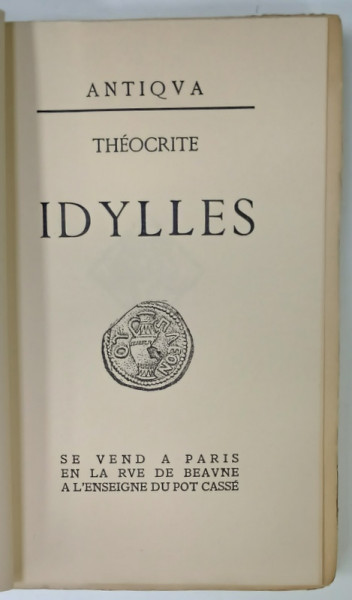 ANTIQVA
THÉOCRITE
IDYLLES
SE VEND A PARIS
EN LA RVE DE BEAVNE
A L'ENSEIGNE DU POT CASSÉ